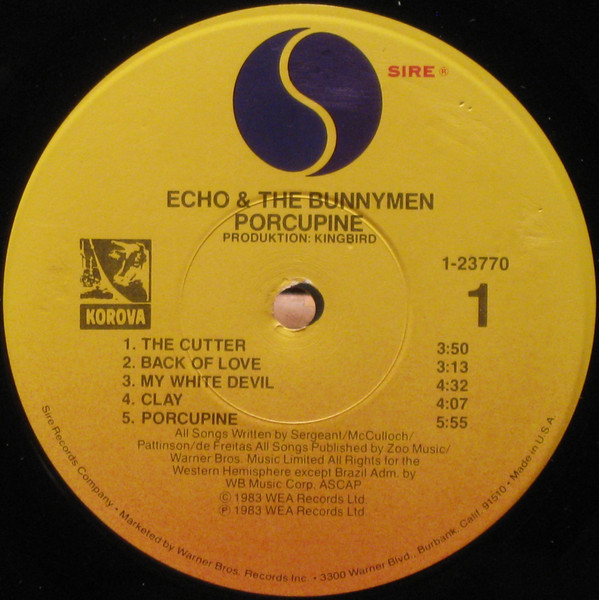 SIRE ®
ECHO & THE BUNNYMEN
PORCUPINE
PRODUKTION: KINGBIRD
1-23770
1
KOROVA
1. THE CUTTER 3:50
2. BACK OF LOVE 3:13
3. MY WHITE DEVIL 4:32
4. CLAY 4:07
5. PORCUPINE 5:55
All Songs Written by Sergeant/McCulloch/
Pattinson/de Freitas All Songs Published by Zoo Music/
Warner Bros. Music Limited All Rights for the
Western Hemisphere except Brazil Adm. by
WB Music Corp. ASCAP
© 1983 WEA Records Ltd.
℗ 1983 WEA Records Ltd.
Sire Records Company • Marketed by Warner Bros. Records Inc. • 3300 Warner Blvd., Burbank, Calif. 91510 • Made in U.S.A